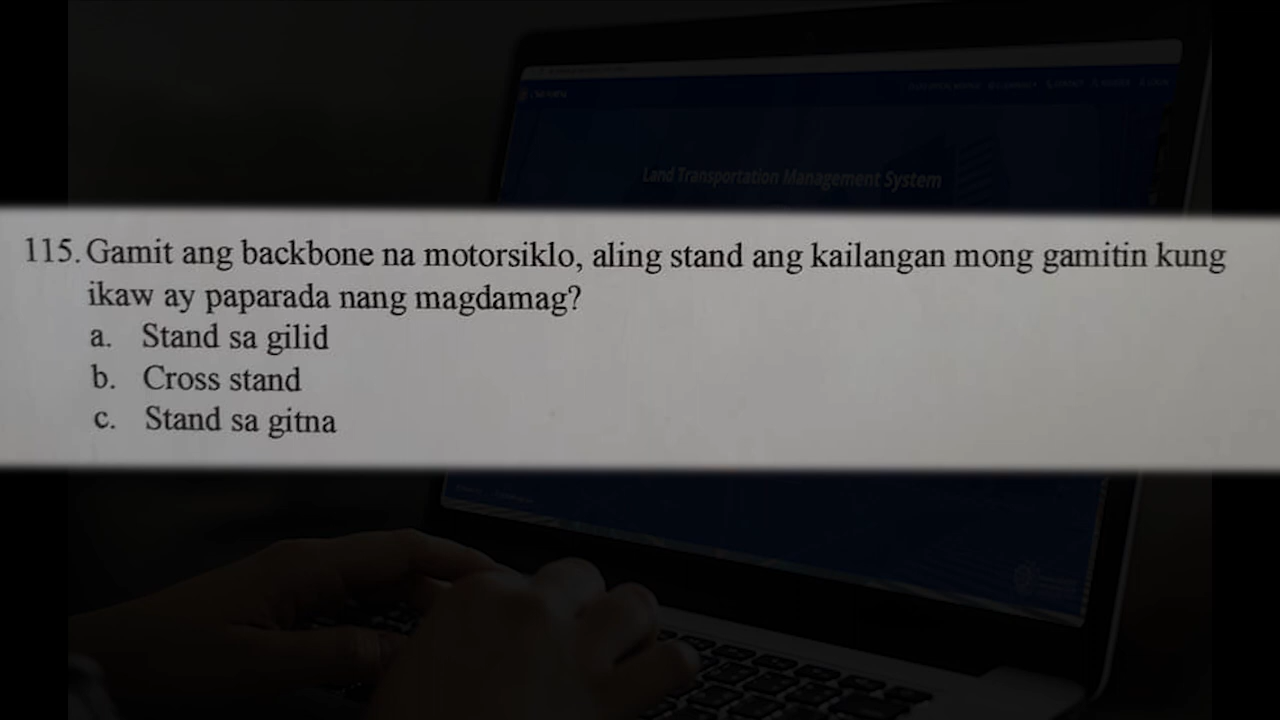 Land Transportation Management System
115. Gamit ang backbone na motorsiklo, aling stand ang kailangan mong gamitin kung
ikaw ay paparada nang magdamag?
a. Stand sa gilid
b. Cross stand
c. Stand sa gitna